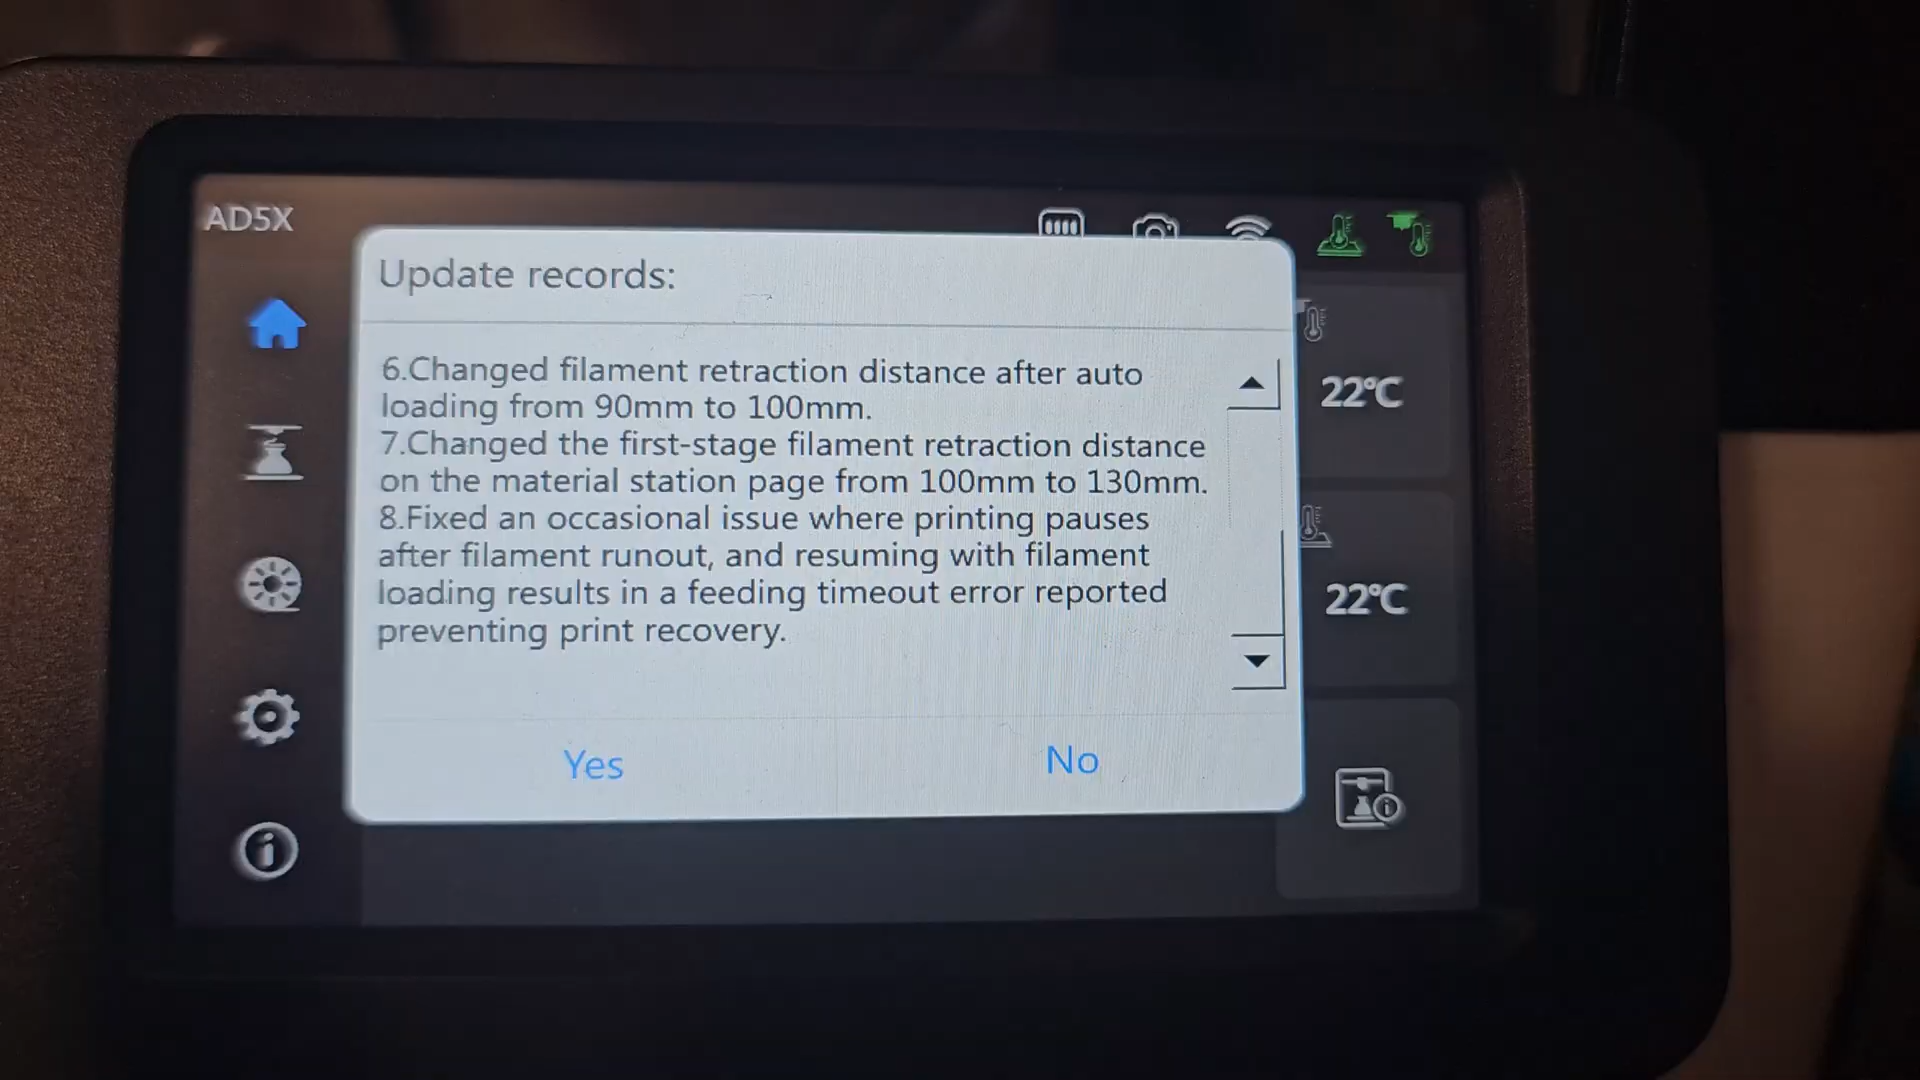 AD5X
Update records:
6.Changed filament retraction distance after auto
loading from 90mm to 100mm.
7.Changed the first-stage filament retraction distance
on the material station page from 100mm to 130mm.
8.Fixed an occasional issue where printing pauses
after filament runout, and resuming with filament
loading results in a feeding timeout error reported
preventing print recovery.
Yes
No
22℃
22℃